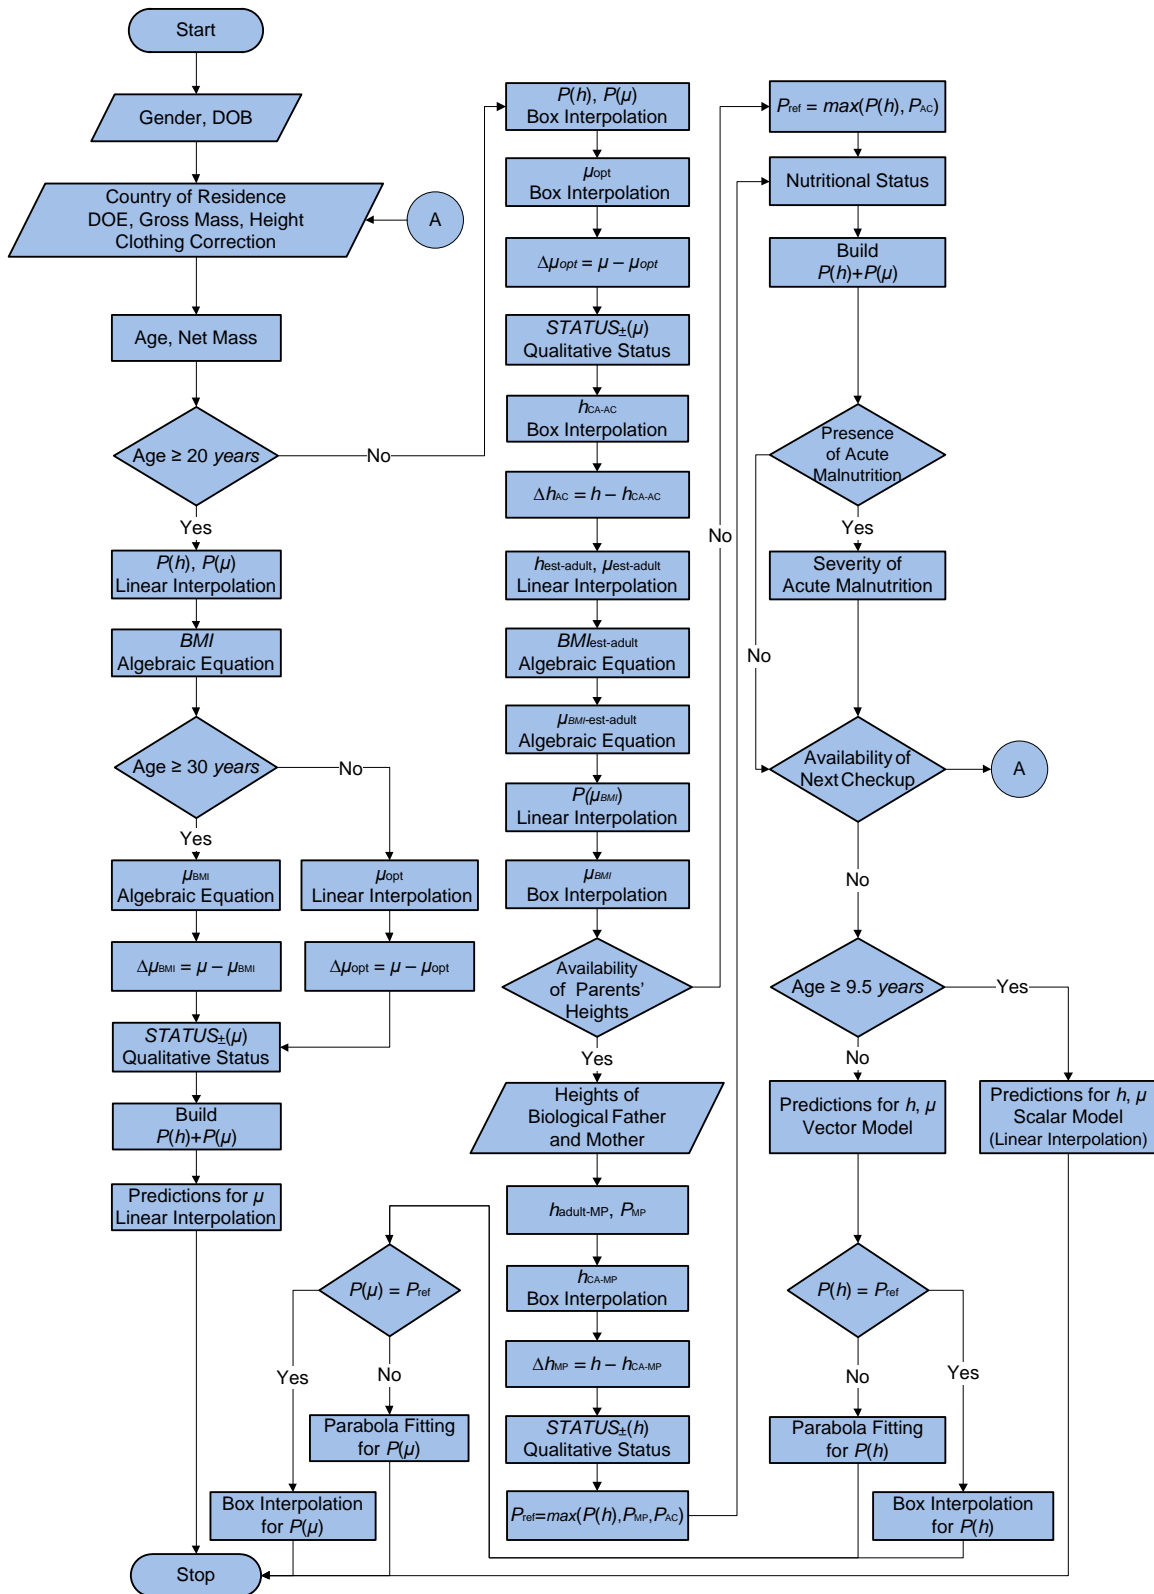 Start
Gender, DOB
Country of Residence
DOE, Gross Mass, Height
Clothing Correction
A
Age, Net Mass
Age ≥ 20 years
No
Yes
P(h), P(μ)
Linear Interpolation
BMI
Algebraic Equation
Age ≥ 30 years
No
Yes
μBMI
Algebraic Equation
μopt
Linear Interpolation
ΔμBMI = μ – μBMI
Δμopt = μ – μopt
STATUS±(μ)
Qualitative Status
Build
P(h)+P(μ)
Predictions for μ
Linear Interpolation
P(μ) = Pref
Yes
No
Parabola Fitting
for P(μ)
Box Interpolation
for P(μ)
Stop
P(h), P(μ)
Box Interpolation
μopt
Box Interpolation
Δμopt = μ – μopt
STATUS±(μ)
Qualitative Status
hCA-AC
Box Interpolation
ΔhAC = h – hCA-AC
hest-adult, μest-adult
Linear Interpolation
BMIest-adult
Algebraic Equation
μBMI-est-adult
Algebraic Equation
P(μBMI)
Linear Interpolation
μBMI
Box Interpolation
Availability
of Parents’
Heights
No
Yes
Heights of
Biological Father
and Mother
hadult-MP, PMP
hCA-MP
Box Interpolation
ΔhMP = h – hCA-MP
STATUS±(h)
Qualitative Status
Pref=max(P(h),PMP,PAC)
Pref = max(P(h), PAC)
Nutritional Status
Build
P(h)+P(μ)
Presence
of Acute
Malnutrition
No
Yes
Severity of
Acute Malnutrition
Availability of
Next Checkup
A
No
Age ≥ 9.5 years
Yes
No
Predictions for h, μ
Vector Model
Predictions for h, μ
Scalar Model
(Linear Interpolation)
P(h) = Pref
No
Yes
Parabola Fitting
for P(h)
Box Interpolation
for P(h)